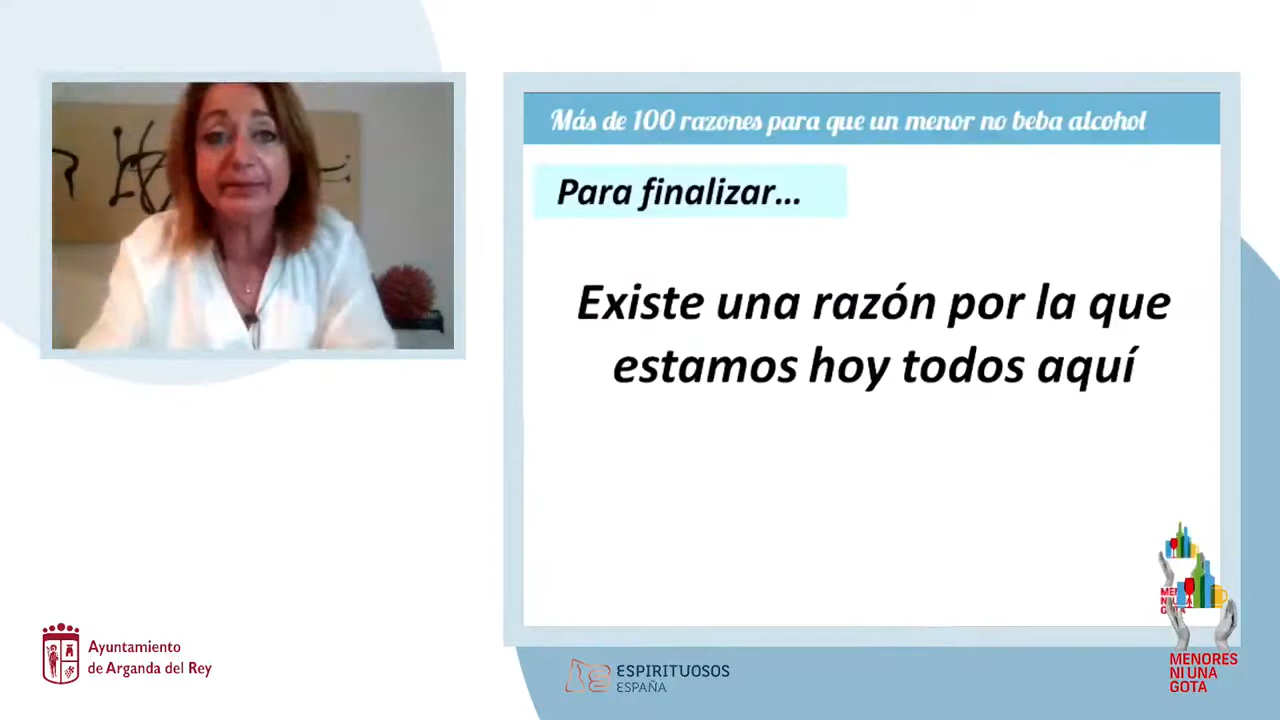 Más de 100 razones para que un menor no beba alcohol
Para finalizar...
Existe una razón por la que
estamos hoy todos aquí
MENORES
NI UNA
GOTA
Ayuntamiento
de Arganda del Rey
ESPIRITUOSOS
ESPAÑA